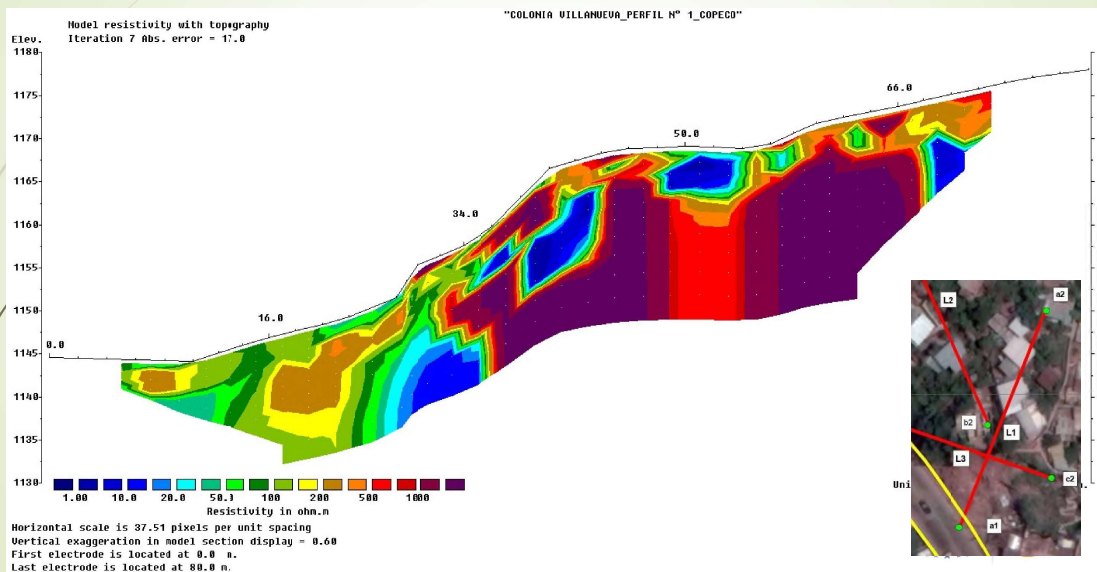 "COLONIA VILLANUEVA_PERFIL N° 1_COPECO"
Model resistivity with topography
Iteration 7 Abs. error = 17.0
Elev.
1180
1175
1170
1165
1160
1155
1150
1145
1140
1135
1130
0.0
16.0
34.0
50.0
66.0
1.00 10.0 20.0 50.3 100 200 500 1000
Resistivity in ohm.m
Horizontal scale is 37.51 pixels per unit spacing
Vertical exaggeration in model section display = 0.60
First electrode is located at 0.0 m.
Last electrode is located at 80.0 m.
Uni
L2
a2
b2
L1
L3
c2
a1